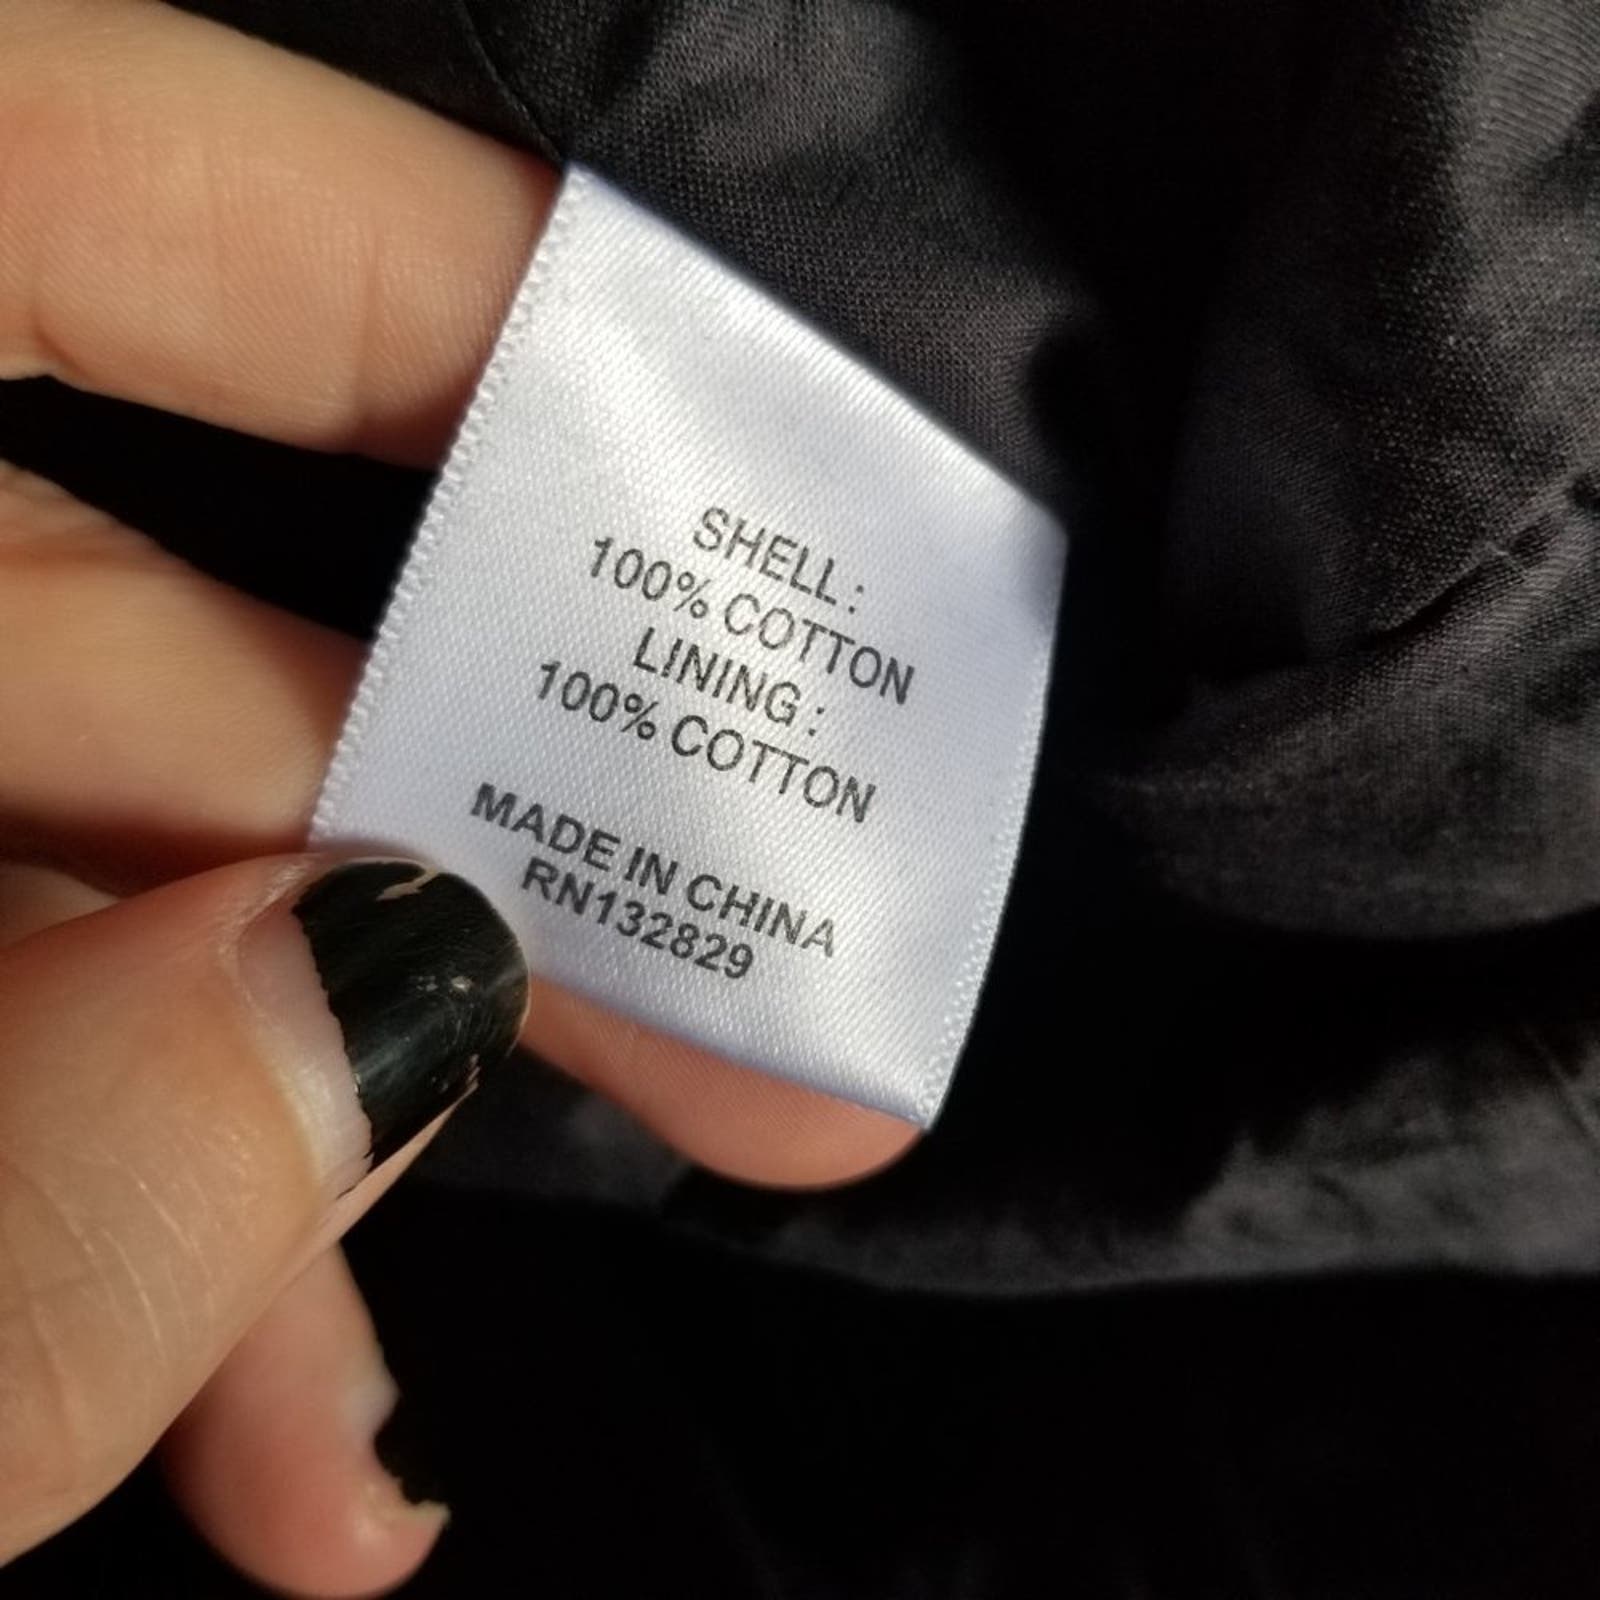 SHELL:
100% COTTON
LINING:
100% COTTON
MADE IN CHINA
RN132829